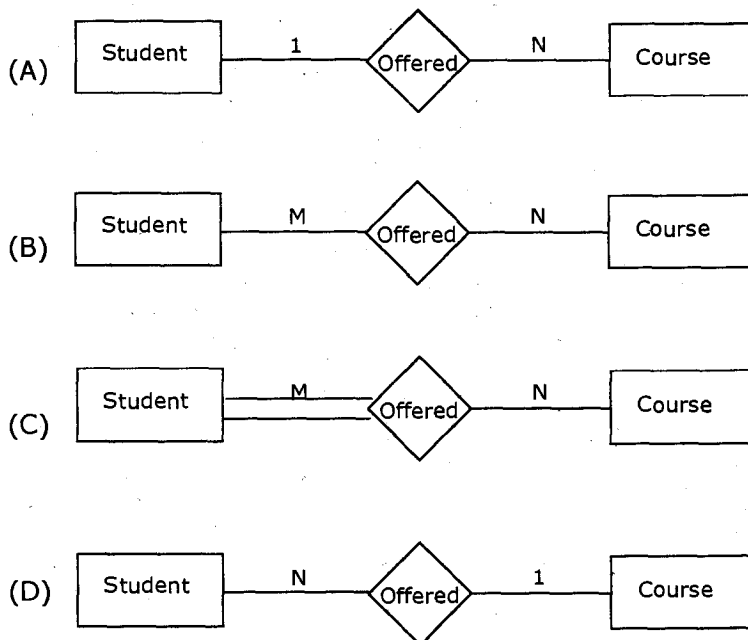 (A) Student 1 Offered N Course
(B) Student M Offered N Course
(C) Student M Offered N Course
(D) Student N Offered 1 Course